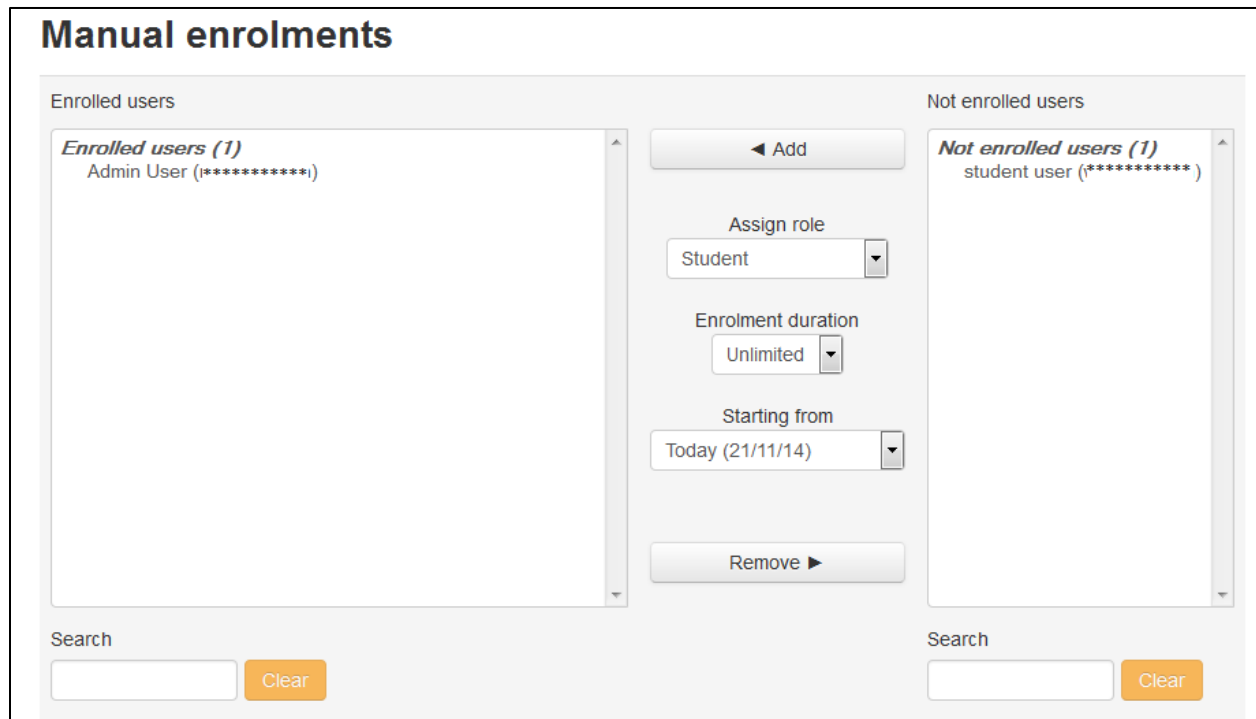 Manual enrolments
Enrolled users
Enrolled users (1)
Admin User (***********)
◄ Add
Assign role
Student
Enrolment duration
Unlimited
Starting from
Today (21/11/14)
Remove ►
Search
Clear
Not enrolled users
Not enrolled users (1)
student user (*********** )
Search
Clear